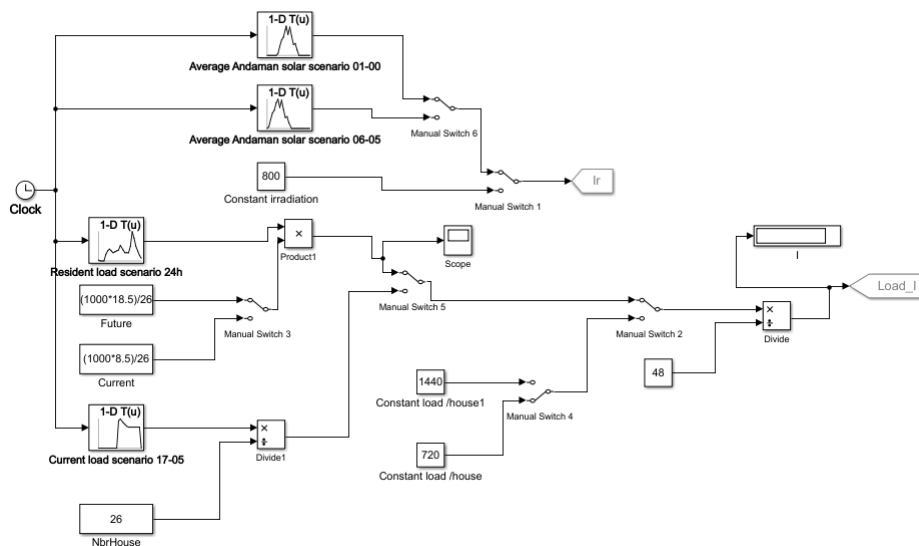 1-D T(u)
Average Andaman solar scenario 01-00
1-D T(u)
Average Andaman solar scenario 06-05
Manual Switch 6
800
Constant irradiation
Manual Switch 1
Ir
Clock
1-D T(u)
Resident load scenario 24h
×
Product1
Scope
I
Load_I
(1000*18.5)/26
Future
Manual Switch 3
Manual Switch 5
Manual Switch 2
×
÷
Divide
(1000*8.5)/26
Current
1440
Constant load /house1
Manual Switch 4
48
1-D T(u)
Current load scenario 17-05
×
÷
Divide1
720
Constant load /house
26
NbrHouse